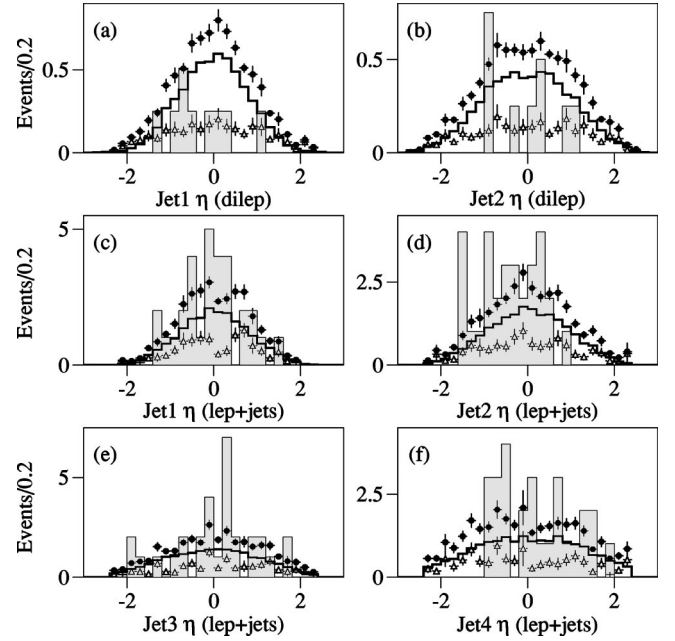 (a)
Events/0.2
0.5
0
-2 0 2
Jet1 η (dilep)
(b)
0.5
0
-2 0 2
Jet2 η (dilep)
(c)
Events/0.2
5
0
-2 0 2
Jet1 η (lep+jets)
(d)
2.5
0
-2 0 2
Jet2 η (lep+jets)
(e)
Events/0.2
5
0
-2 0 2
Jet3 η (lep+jets)
(f)
2.5
0
-2 0 2
Jet4 η (lep+jets)